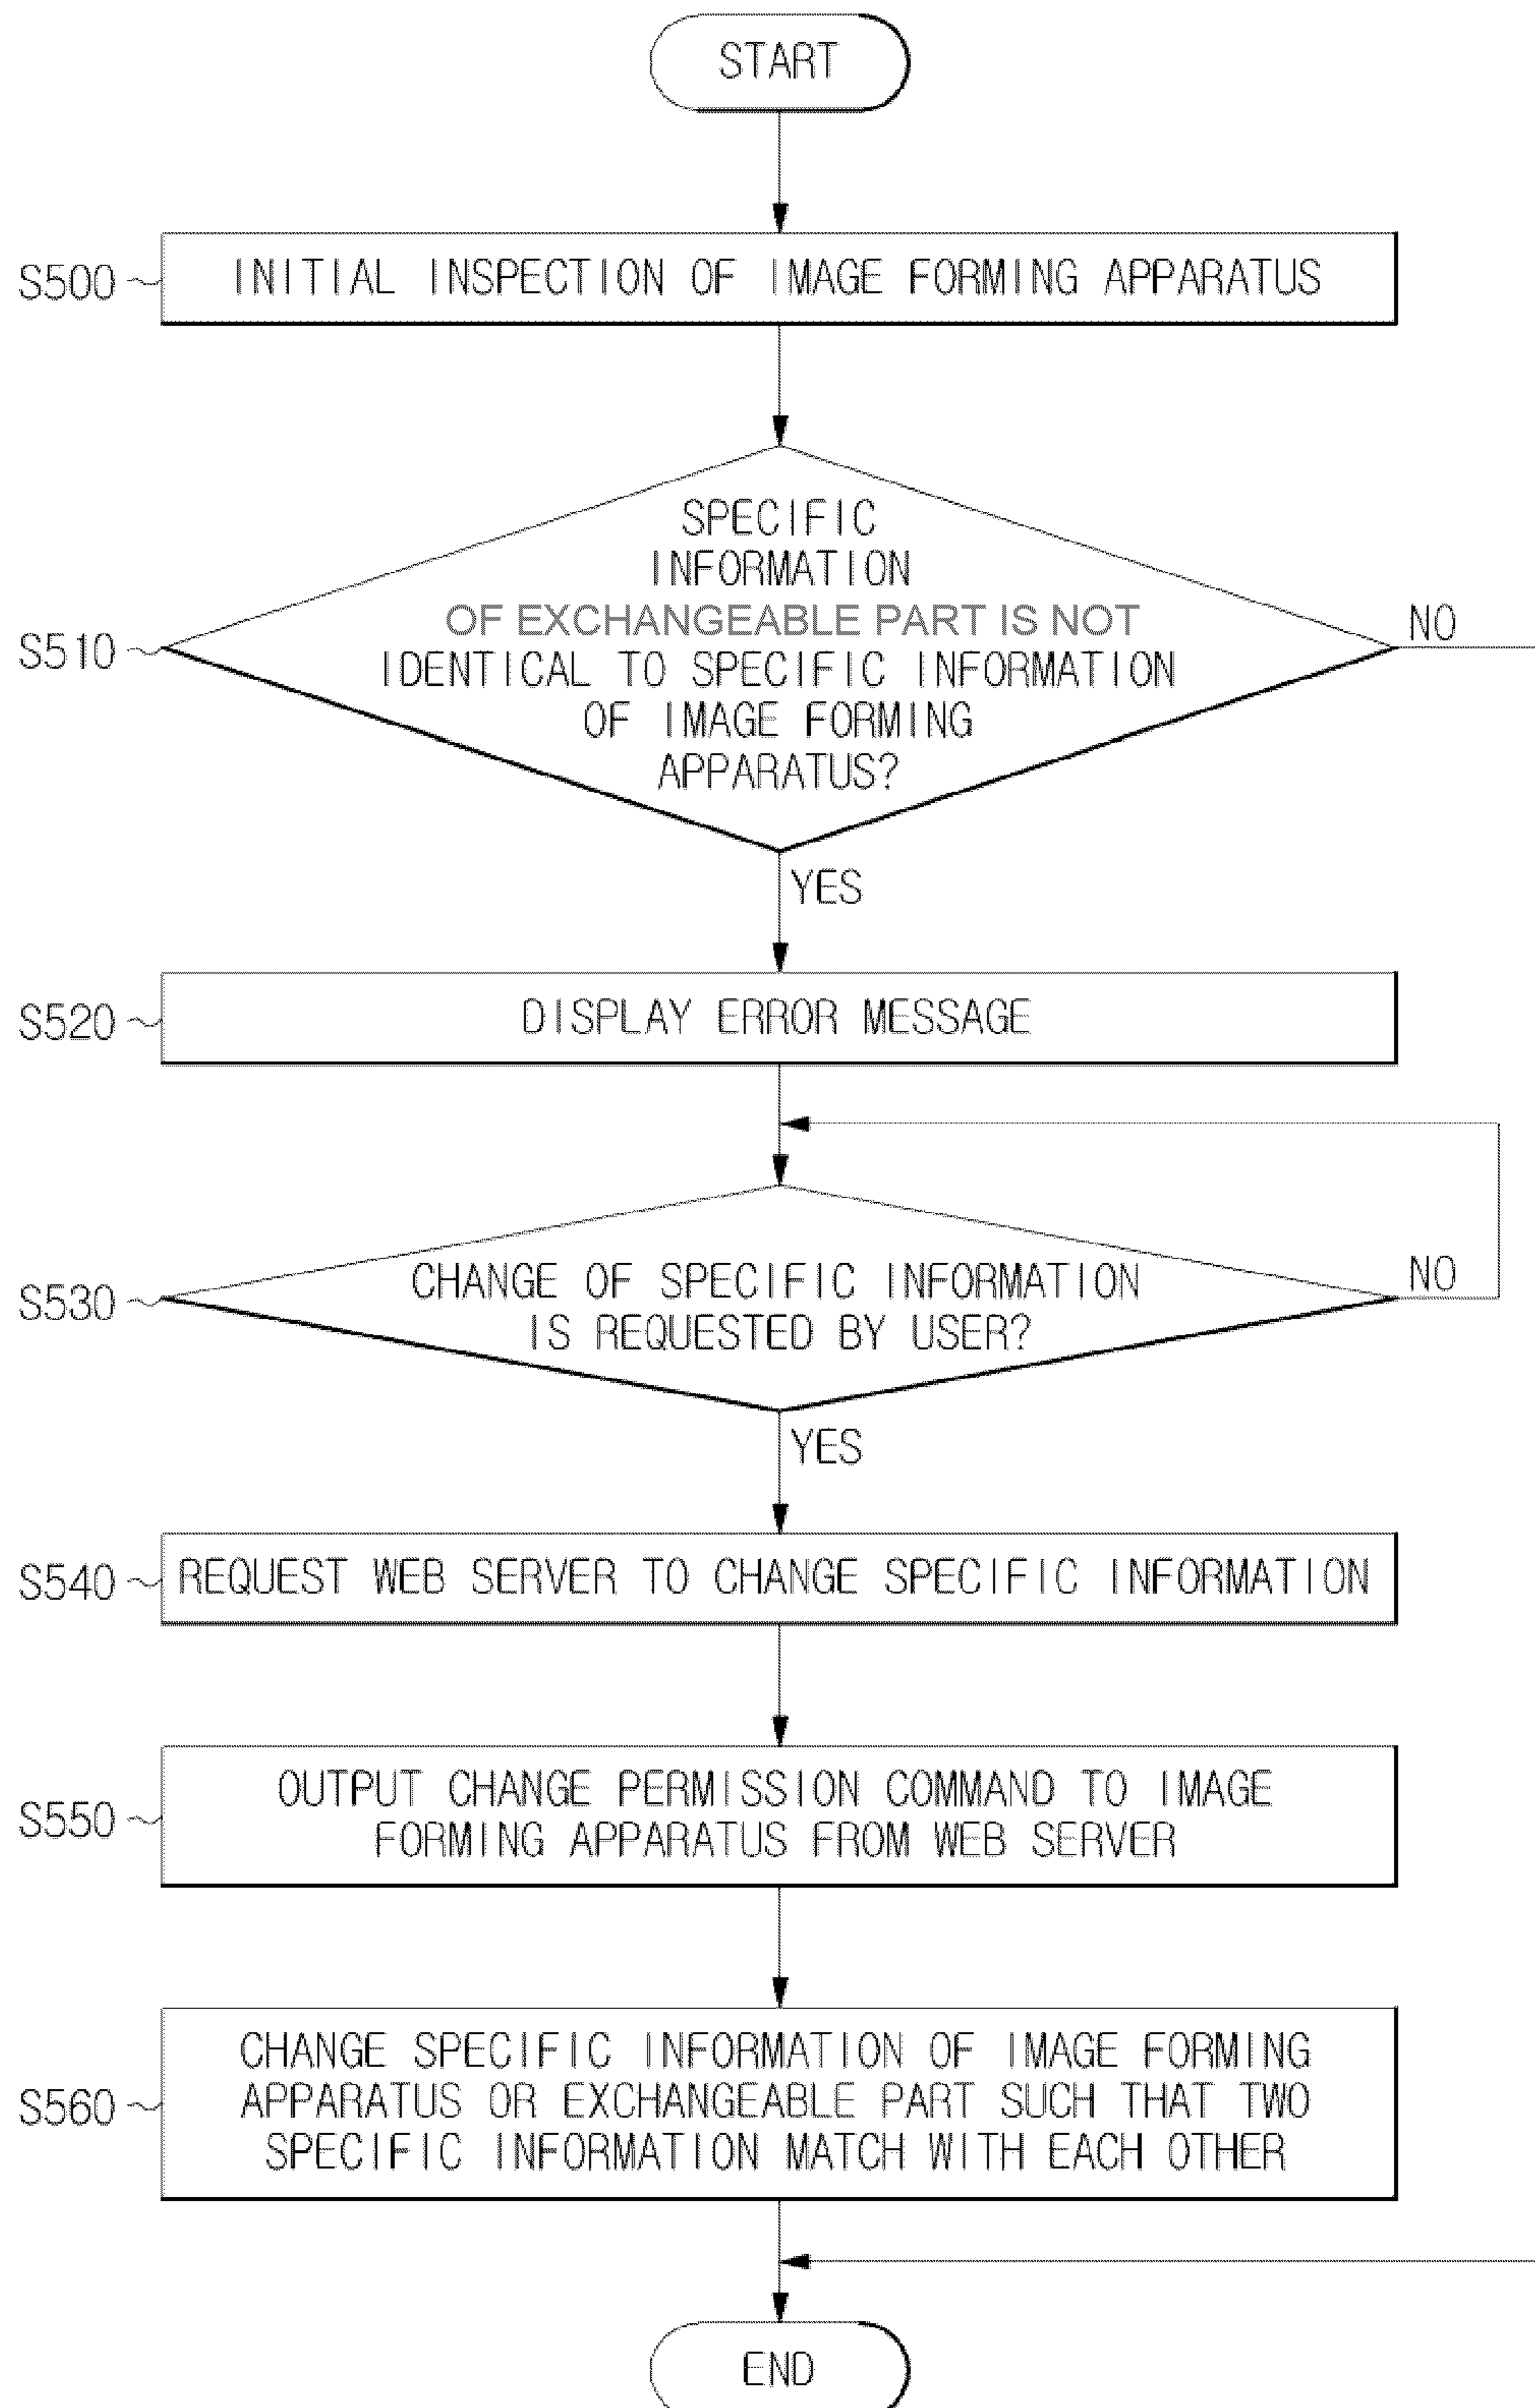 START
S500
INITIAL INSPECTION OF IMAGE FORMING APPARATUS
SPECIFIC
INFORMATION
OF EXCHANGEABLE PART IS NOT
IDENTICAL TO SPECIFIC INFORMATION
OF IMAGE FORMING
APPARATUS?
S510
NO
YES
S520
DISPLAY ERROR MESSAGE
S530
CHANGE OF SPECIFIC INFORMATION
IS REQUESTED BY USER?
NO
YES
S540
REQUEST WEB SERVER TO CHANGE SPECIFIC INFORMATION
S550
OUTPUT CHANGE PERMISSION COMMAND TO IMAGE
FORMING APPARATUS FROM WEB SERVER
S560
CHANGE SPECIFIC INFORMATION OF IMAGE FORMING
APPARATUS OR EXCHANGEABLE PART SUCH THAT TWO
SPECIFIC INFORMATION MATCH WITH EACH OTHER
END